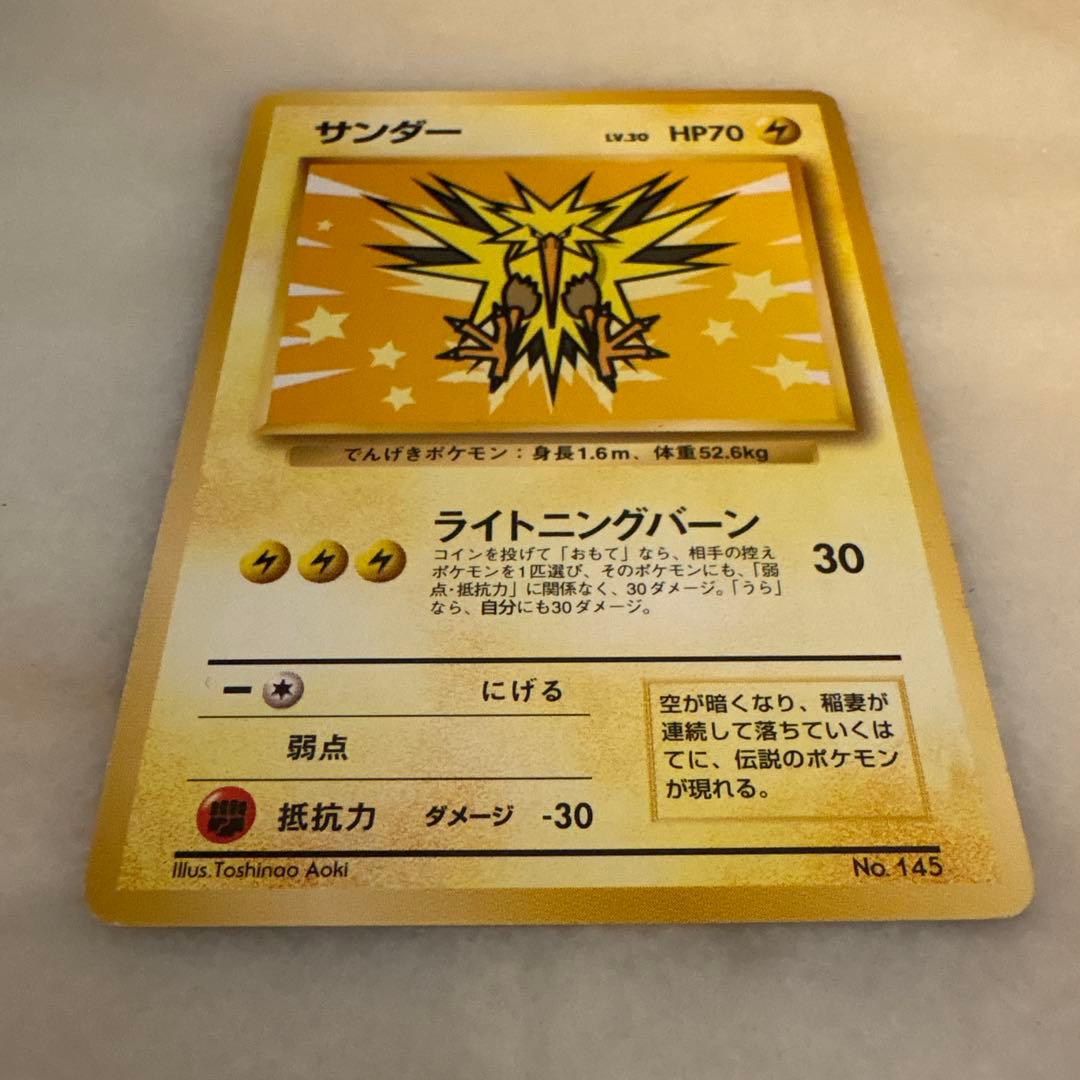 サンダー LV.30 HP70
でんげきポケモン：身長1.6m、体重52.6kg
ライトニングバーン 30
コインを投げて「おもて」なら、相手の控え
ポケモンを1匹選び、そのポケモンにも、「弱
点・抵抗力」に関係なく、30ダメージ。「うら」
なら、自分にも30ダメージ。
ー にげる
弱点
抵抗力 ダメージ -30
空が暗くなり、稲妻が
連続して落ちていくは
てに、伝説のポケモン
が現れる。
Illus.Toshinao Aoki No. 145